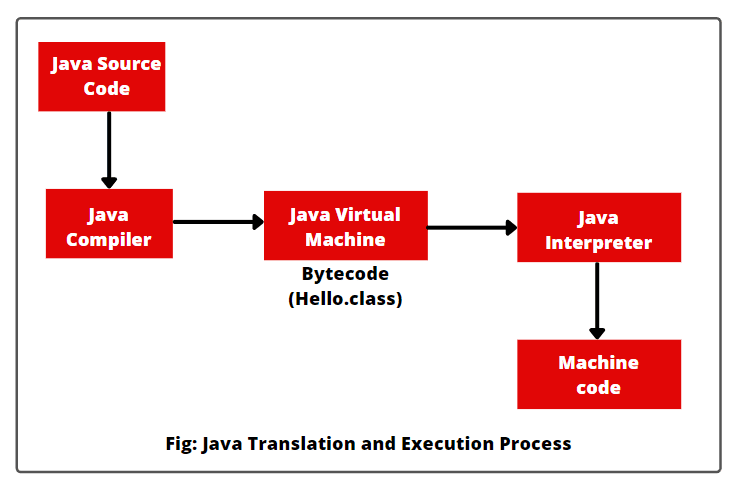 Java Source
Code
Java
Compiler
Java Virtual
Machine
Bytecode
(Hello.class)
Java
Interpreter
Machine
code
Fig: Java Translation and Execution Process